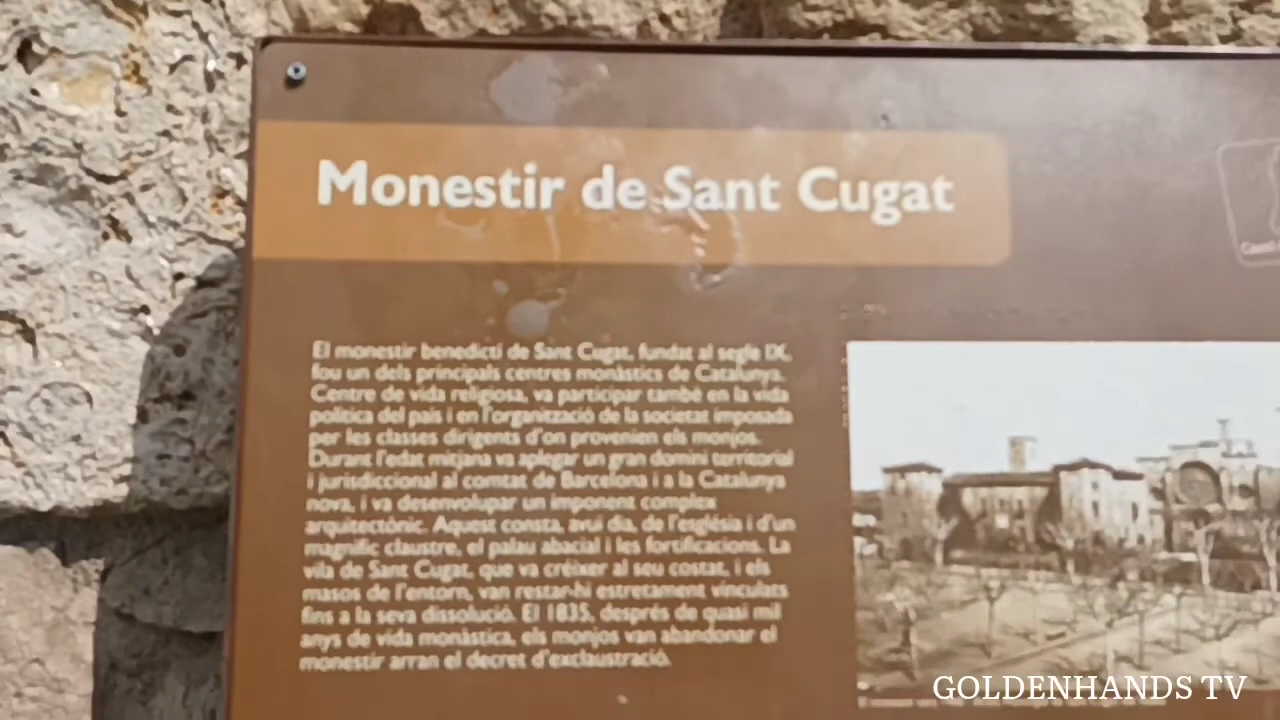 Monestir de Sant Cugat
El monestir benedictí de Sant Cugat, fundat al segle IX,
fou un dels principals centres monàstics de Catalunya.
Centre de vida religiosa, va participar també en la vida
política del país i en l'organització de la societat imposada
per les classes dirigents d'on provenien els monjos.
Durant l'edat mitjana va aplegar un gran domini territorial
i jurisdiccional al comtat de Barcelona i a la Catalunya
nova, i va desenvolupar un imponent complex
arquitectònic. Aquest consta, avui dia, de l'església i d'un
magnífic claustre, el palau abacial i les fortificacions. La
vila de Sant Cugat, que va créixer al seu costat, i els
masos de l'entorn, van restar-hi estretament vinculats
fins a la seva dissolució. El 1835, després de quasi mil
anys de vida monàstica, els monjos van abandonar el
monestir arran el decret d'exclaustració.
GOLDENHANDS TV